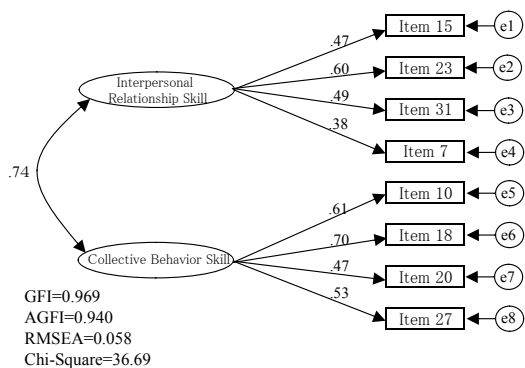 .47
Item 15
e1
.60
Item 23
e2
Interpersonal
Relationship Skill
.49
Item 31
e3
.38
Item 7
e4
.74
.61
Item 10
e5
.70
Item 18
e6
Collective Behavior Skill
.47
Item 20
e7
.53
Item 27
e8
GFI=0.969
AGFI=0.940
RMSEA=0.058
Chi-Square=36.69